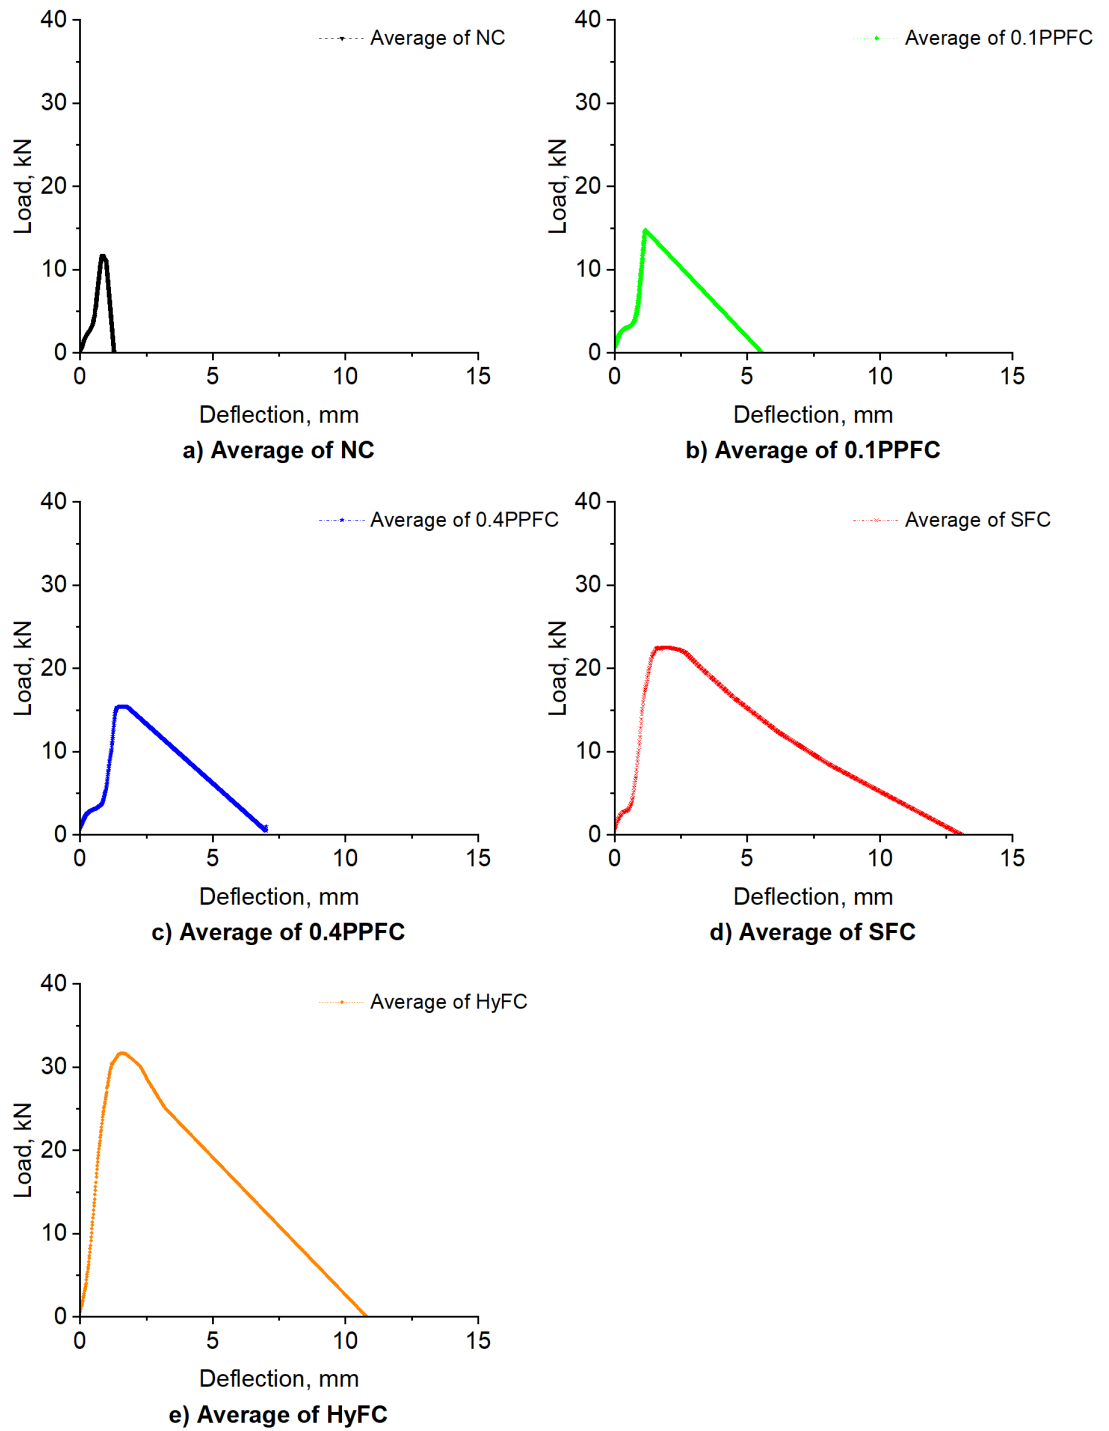 40
Average of NC
30
20
10
0
0 5 10 15
Load, kN
Deflection, mm
a) Average of NC
40
Average of 0.1PPFC
30
20
10
0
0 5 10 15
Load, kN
Deflection, mm
b) Average of 0.1PPFC
40
Average of 0.4PPFC
30
20
10
0
0 5 10 15
Load, kN
Deflection, mm
c) Average of 0.4PPFC
40
Average of SFC
30
20
10
0
0 5 10 15
Load, kN
Deflection, mm
d) Average of SFC
40
Average of HyFC
30
20
10
0
0 5 10 15
Load, kN
Deflection, mm
e) Average of HyFC